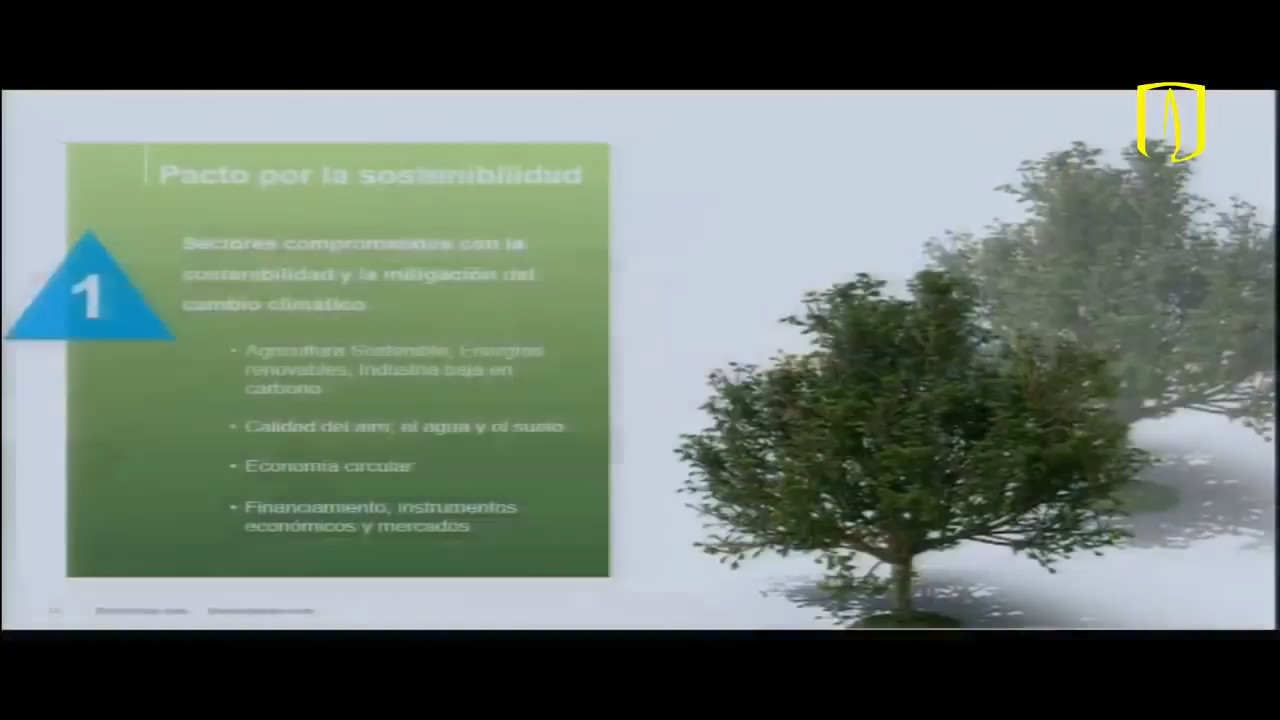 Pacto por la sostenibilidad
1
Sectores comprometidos con la
sostenibilidad y la mitigación del
cambio climático
• Agricultura Sostenible, Energías
renovables, Industria baja en
carbono
• Calidad del aire, el agua y el suelo
• Economía circular
• Financiamiento, instrumentos
económicos y mercados